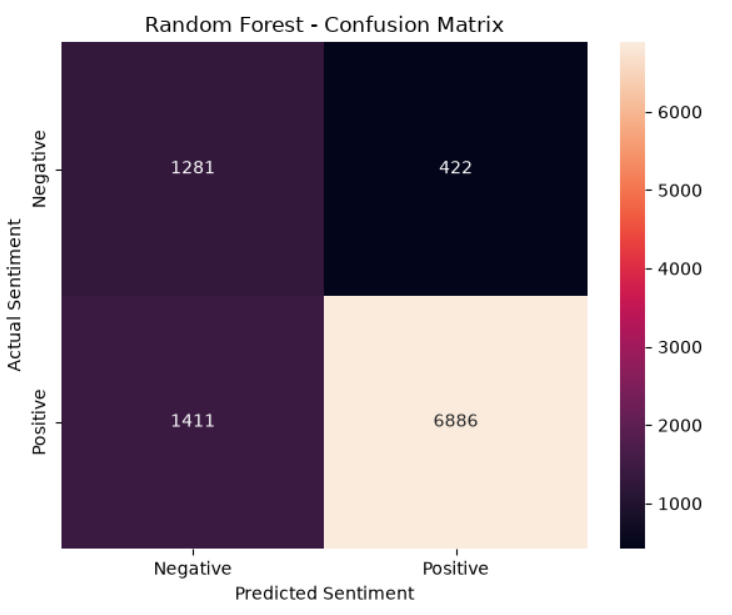 Random Forest - Confusion Matrix
Negative
1281
422
Actual Sentiment
Positive
1411
6886
Negative
Positive
Predicted Sentiment
6000
5000
4000
3000
2000
1000